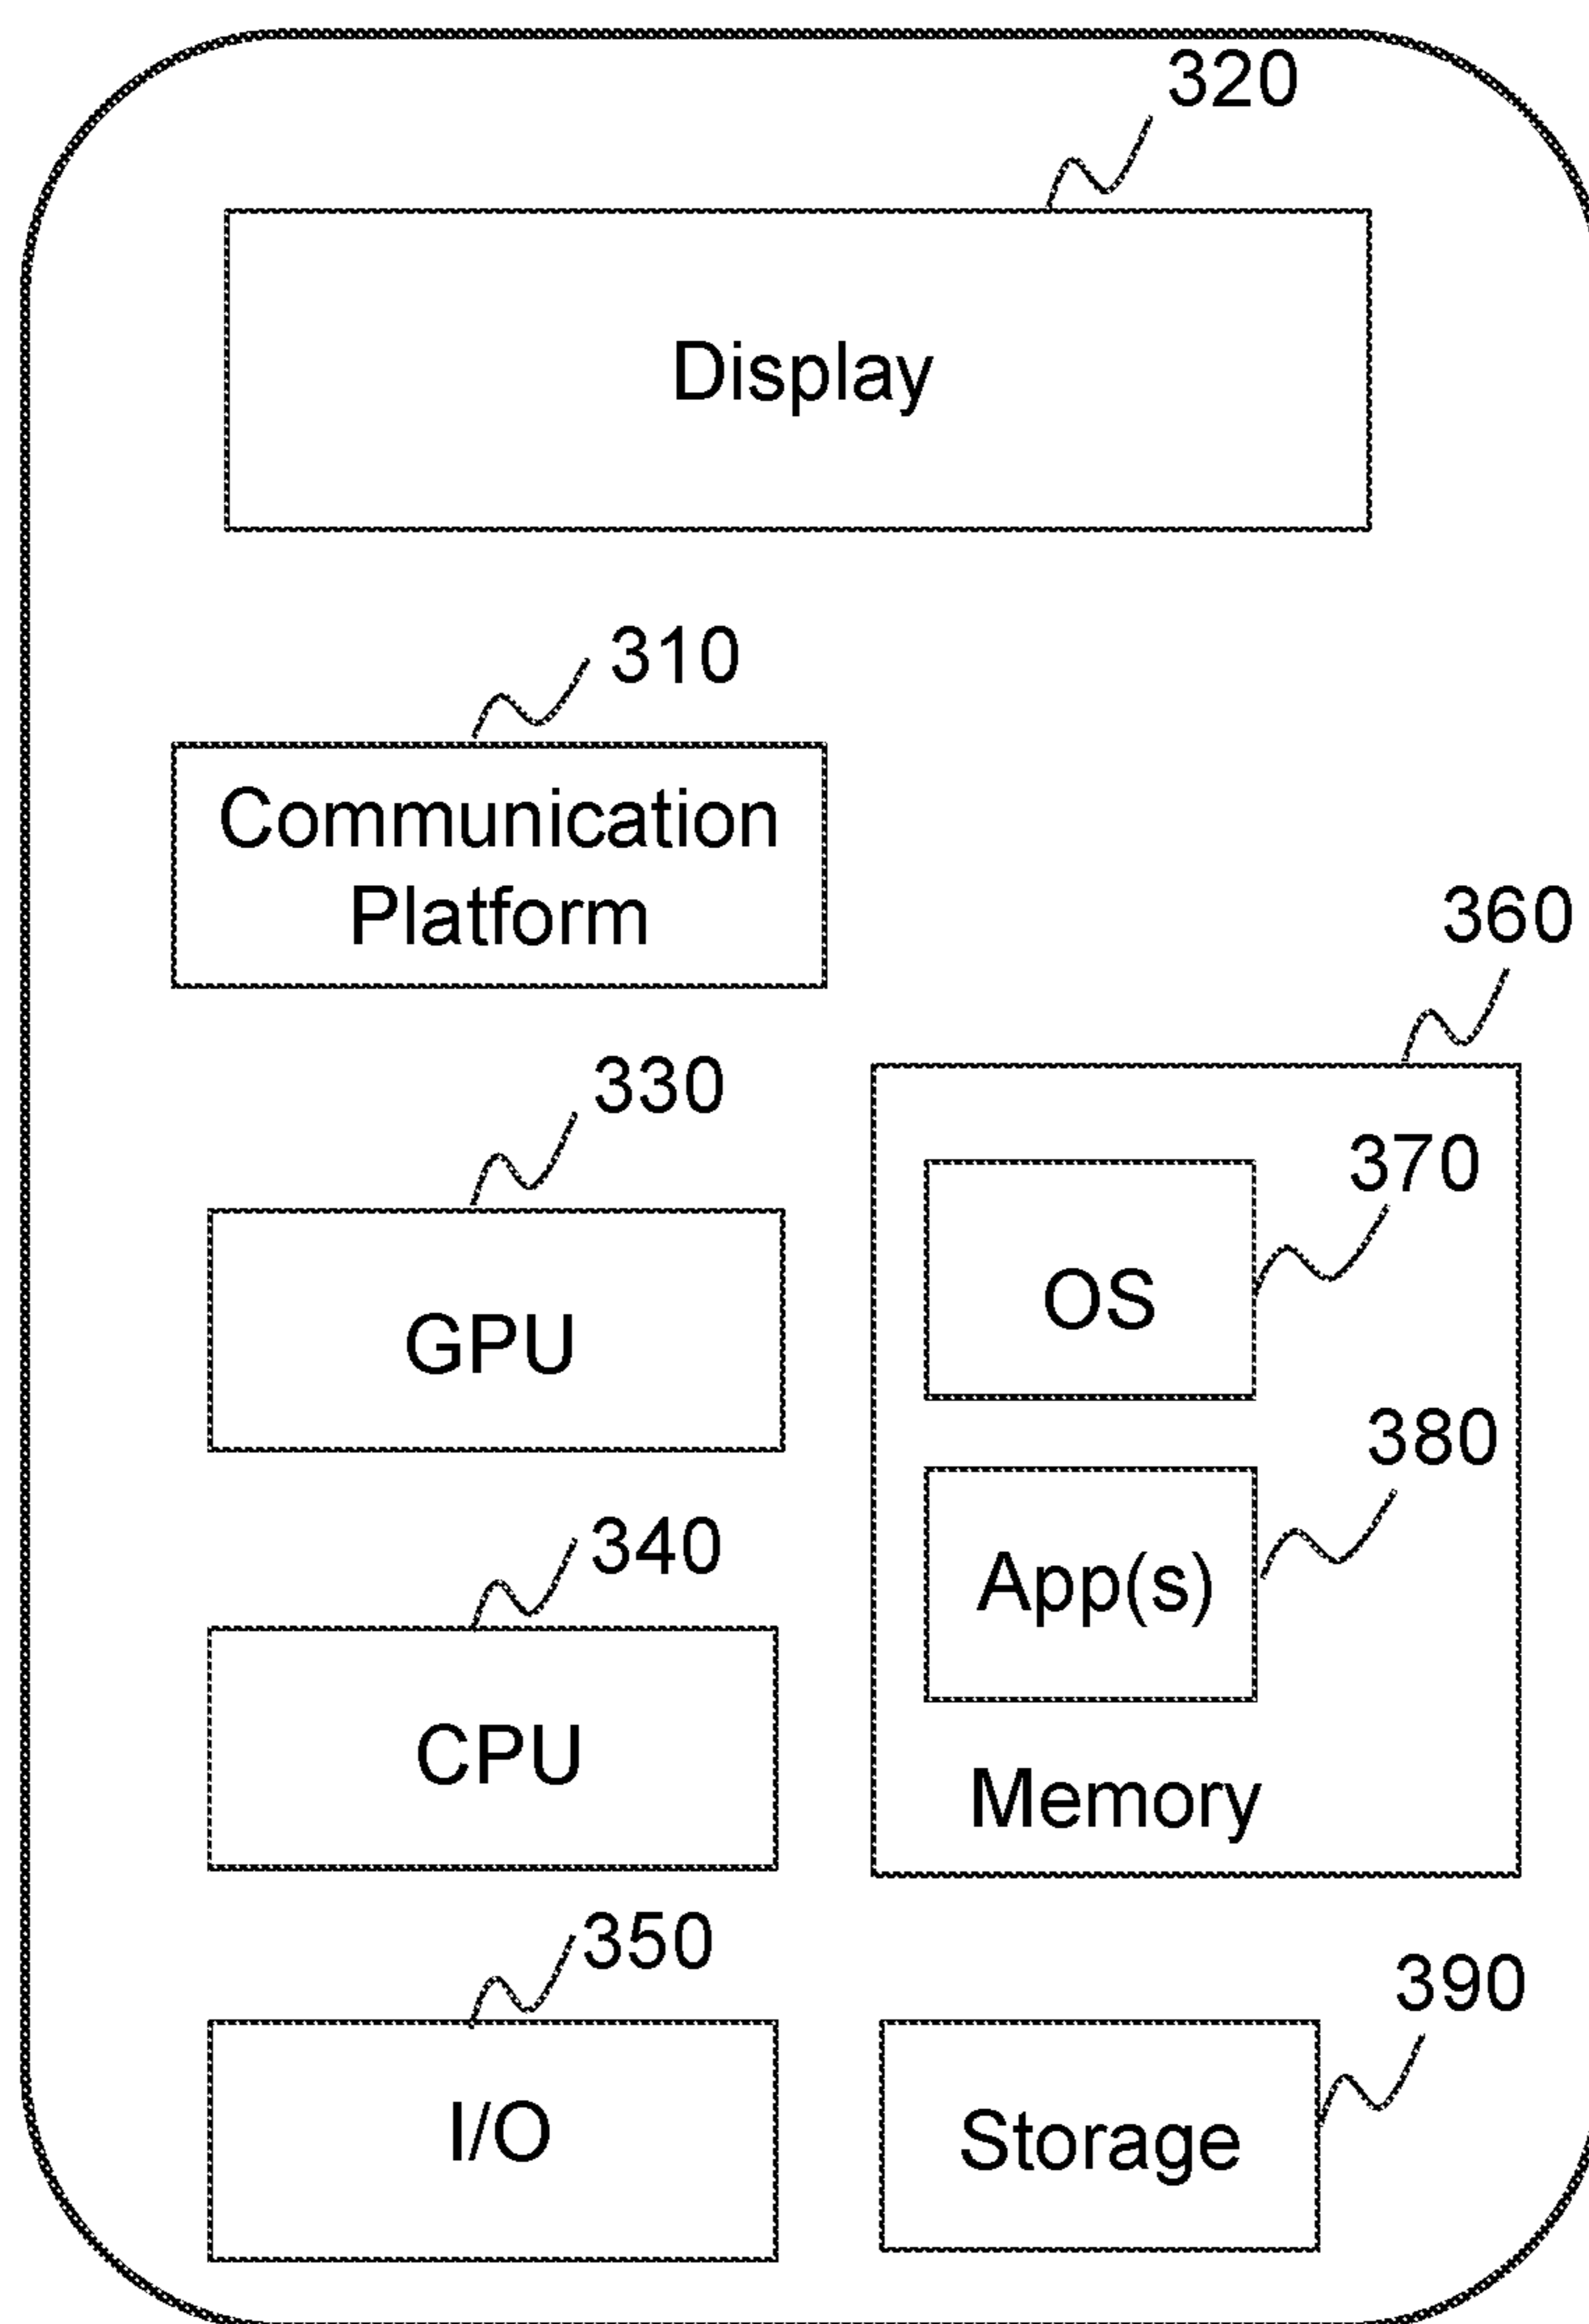 320
Display
310
Communication
Platform
360
330
370
OS
GPU
380
340
App(s)
CPU
Memory
350
390
I/O
Storage